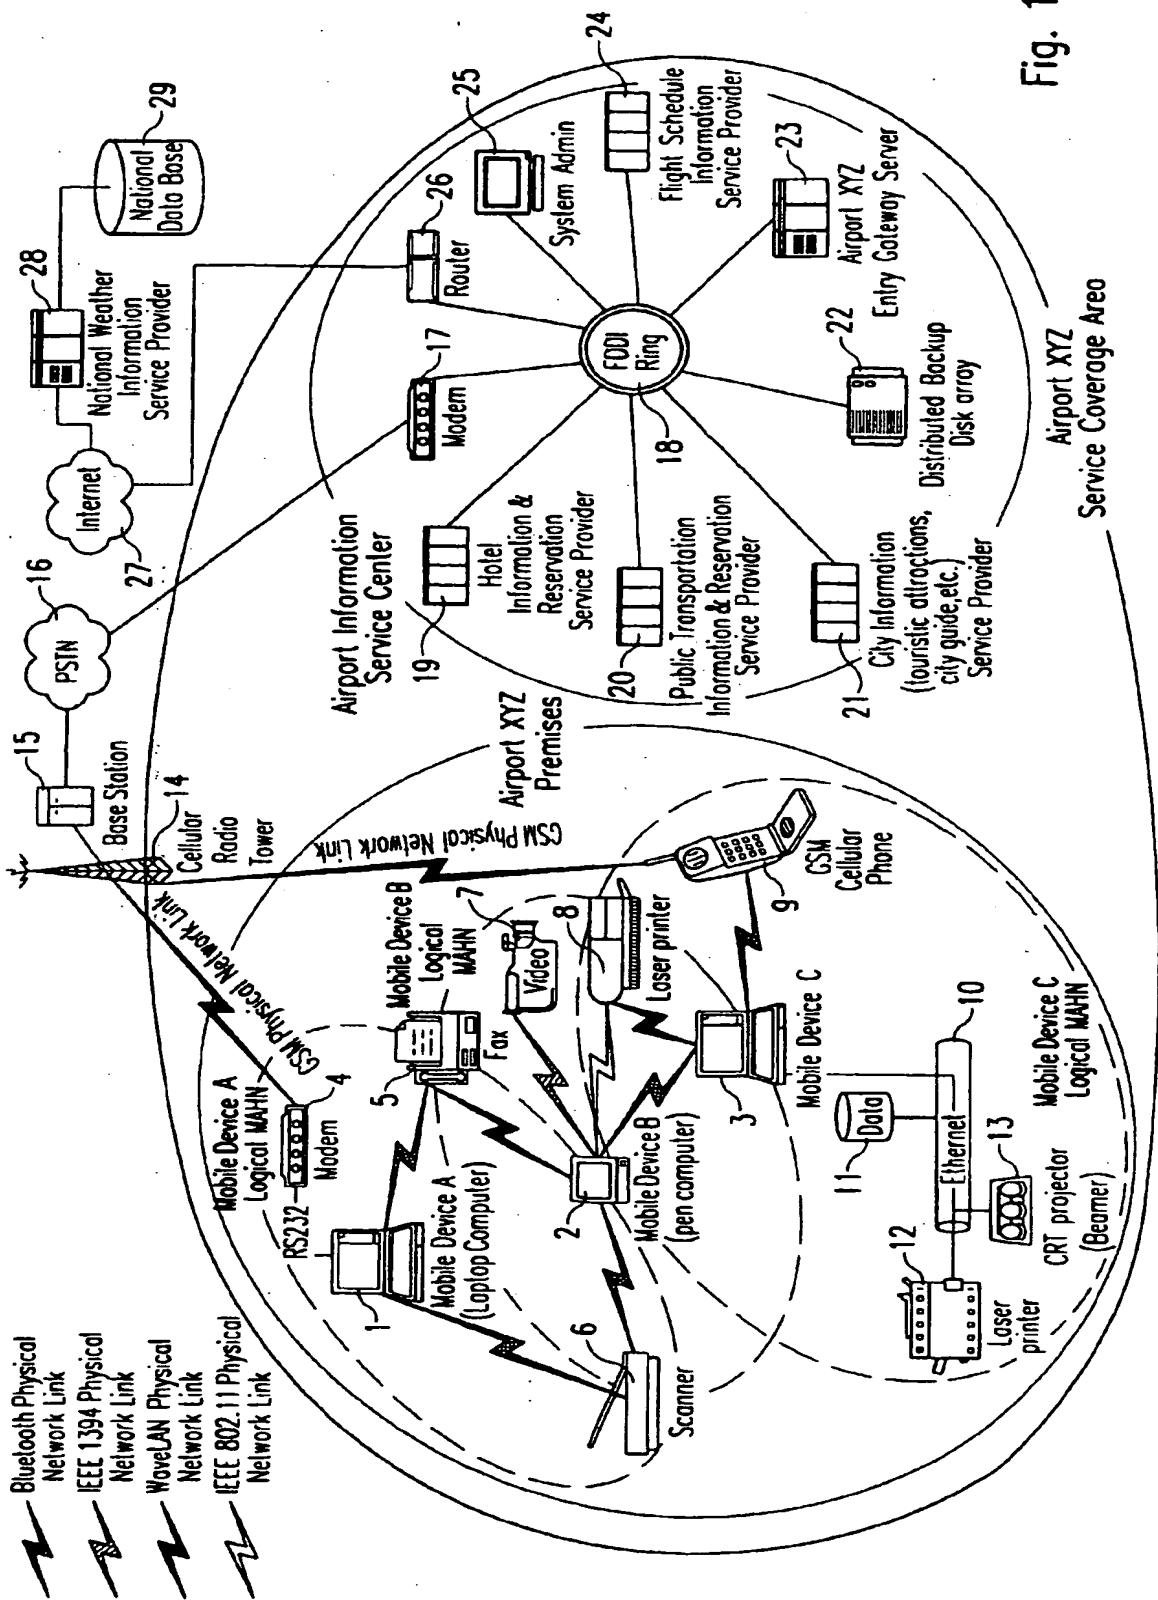 Bluetooth Physical
Network Link
IEEE 1394 Physical
Network Link
WaveLAN Physical
Network Link
IEEE 802.11 Physical
Network Link
GSM Physical Network Link
GSM Physical Network Link
14
Cellular
Radio
Tower
15
Base Station
16
PSTN
27
Internet
28
National Weather
Information
Service Provider
29
National
Data Base
Mobile Device A
Logical MAHN
RS232
4
Modem
1
Mobile Device A
(Laptop Computer)
Mobile Device B
Logical
MAHN
5
Fax
7
Video
8
Laser printer
6
Scanner
2
Mobile Device B
(pen computer)
3
Mobile Device C
9
GSM
Cellular
Phone
10
Ethernet
11
Data
12
Laser
printer
13
CRT projector
(Beamer)
Mobile Device C
Logical MAHN
Airport XYZ
Premises
Airport Information
Service Center
17
Modem
26
Router
25
System Admin
24
Flight Schedule
Information
Service Provider
23
Airport XYZ
Entry Gateway Server
22
Distributed Backup
Disk array
FDDI
Ring
18
19
Hotel
Information &
Reservation
Service Provider
20
Public Transportation
Information & Reservation
Service Provider
21
City Information
(touristic attractions,
city guide,etc.)
Service Provider
Airport XYZ
Service Coverage Area
Fig. 1